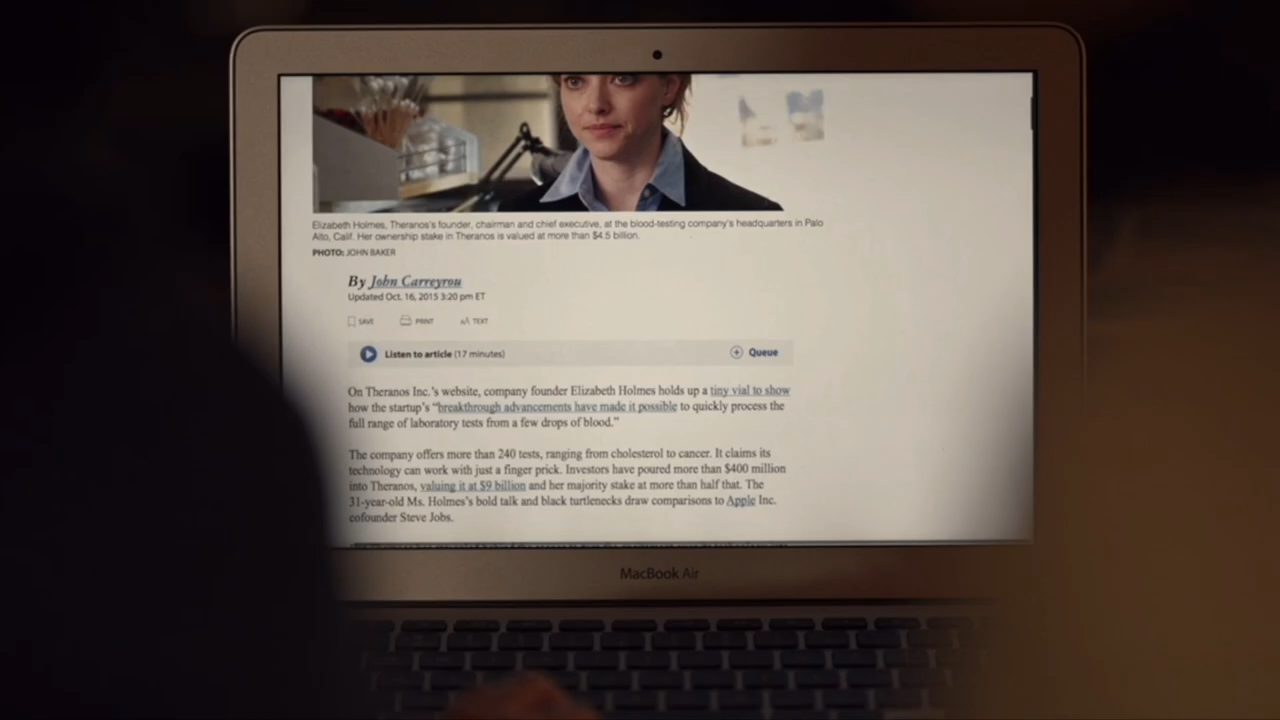 Elizabeth Holmes, Theranos's founder, chairman and chief executive, at the blood-testing company's headquarters in Palo
Alto, Calif. Her ownership stake in Theranos is valued at more than $4.5 billion.
PHOTO: JOHN BAKER
By John Carreyrou
Updated Oct. 16, 2015 3:20 pm ET
SAVE PRINT AA TEXT
Listen to article (17 minutes) Queue
On Theranos Inc.'s website, company founder Elizabeth Holmes holds up a tiny vial to show
how the startup's "breakthrough advancements have made it possible to quickly process the
full range of laboratory tests from a few drops of blood."
The company offers more than 240 tests, ranging from cholesterol to cancer. It claims its
technology can work with just a finger prick. Investors have poured more than $400 million
into Theranos, valuing it at $9 billion and her majority stake at more than half that. The
31-year-old Ms. Holmes's bold talk and black turtlenecks draw comparisons to Apple Inc.
cofounder Steve Jobs.
MacBook Air